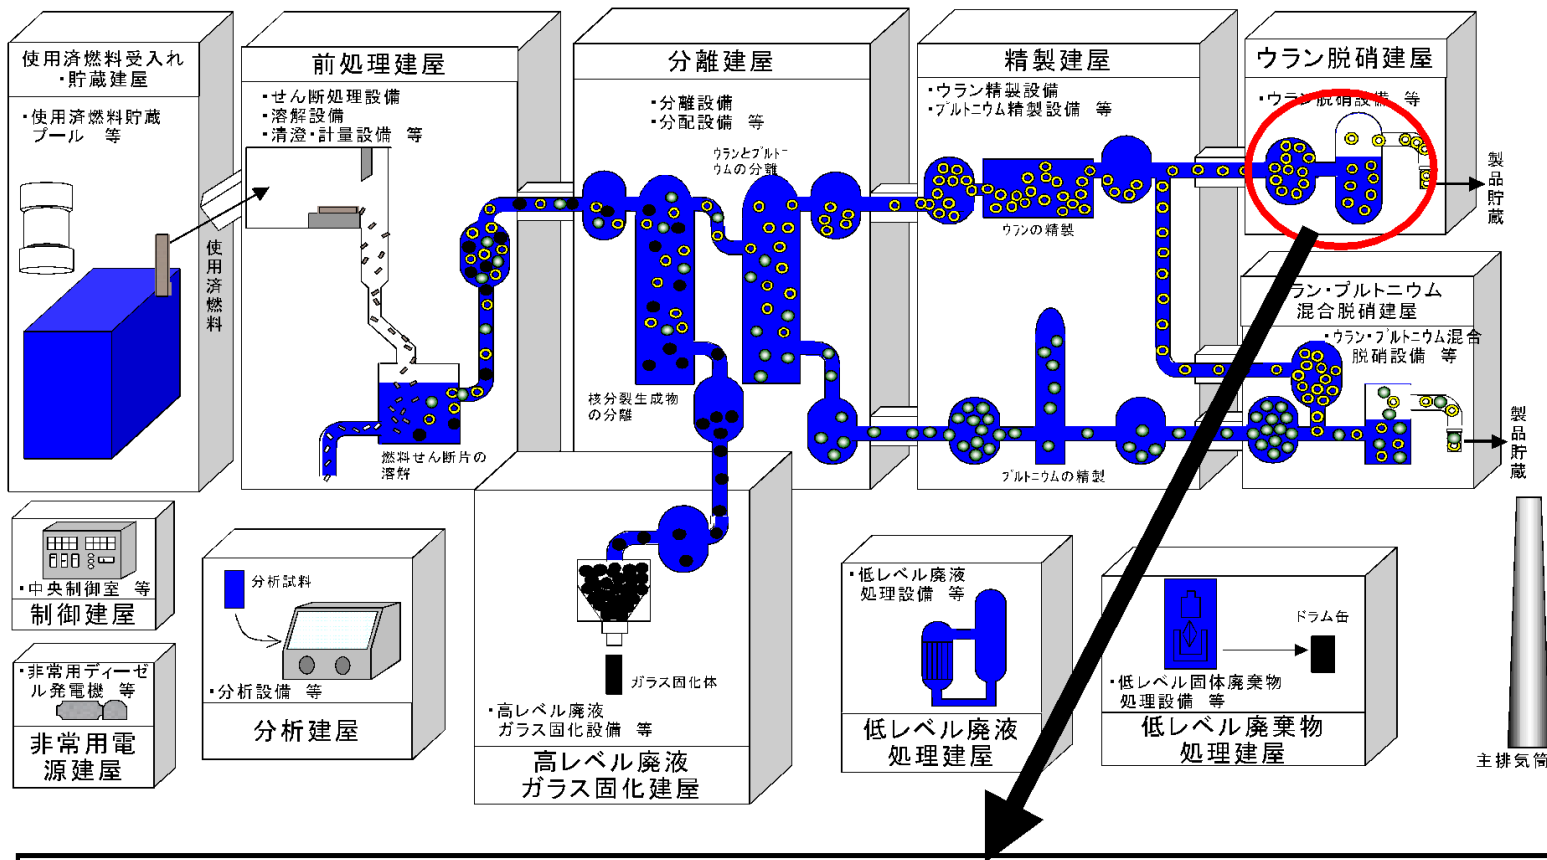 使用済燃料受入れ
・貯蔵建屋
・使用済燃料貯蔵
プール 等
使用済燃料
前処理建屋
・せん断処理設備
・溶解設備
・清澄・計量設備 等
燃料せん断片の
溶解
分離建屋
・分離設備
・分配設備 等
ウランとプルトニ
ウムの分離
核分裂生成物
の分離
精製建屋
・ウラン精製設備
・プルトニウム精製設備 等
ウランの精製
プルトニウムの精製
ウラン脱硝建屋
・ウラン脱硝設備 等
製品貯蔵
ラン・プルトニウム
混合脱硝建屋
・ウラン・プルトニウム混合
脱硝設備 等
製品貯蔵
・中央制御室 等
制御建屋
・非常用ディーゼ
ル発電機 等
非常用電
源建屋
分析試料
・分析設備 等
分析建屋
ガラス固化体
・高レベル廃液
ガラス固化設備 等
高レベル廃液
ガラス固化建屋
・低レベル廃液
処理設備 等
低レベル廃液
処理建屋
ドラム缶
・低レベル固体廃棄物
処理設備 等
低レベル廃棄物
処理建屋
主排気筒